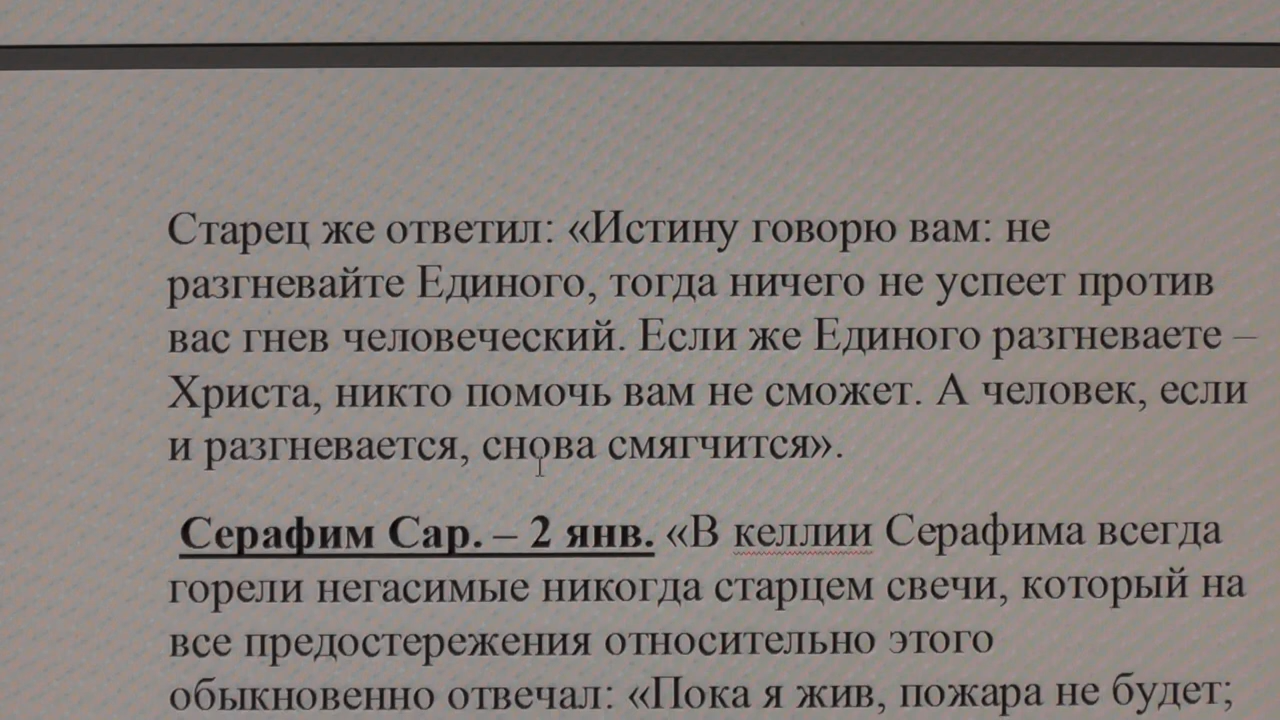 Старец же ответил: «Истину говорю вам: не
разгневайте Единого, тогда ничего не успеет против
вас гнев человеческий. Если же Единого разгневаете –
Христа, никто помочь вам не сможет. А человек, если
и разгневается, снова смягчится».
Серафим Сар. – 2 янв. «В келлии Серафима всегда
горели негасимые никогда старцем свечи, который на
все предостережения относительно этого
обыкновенно отвечал: «Пока я жив, пожара не будет;